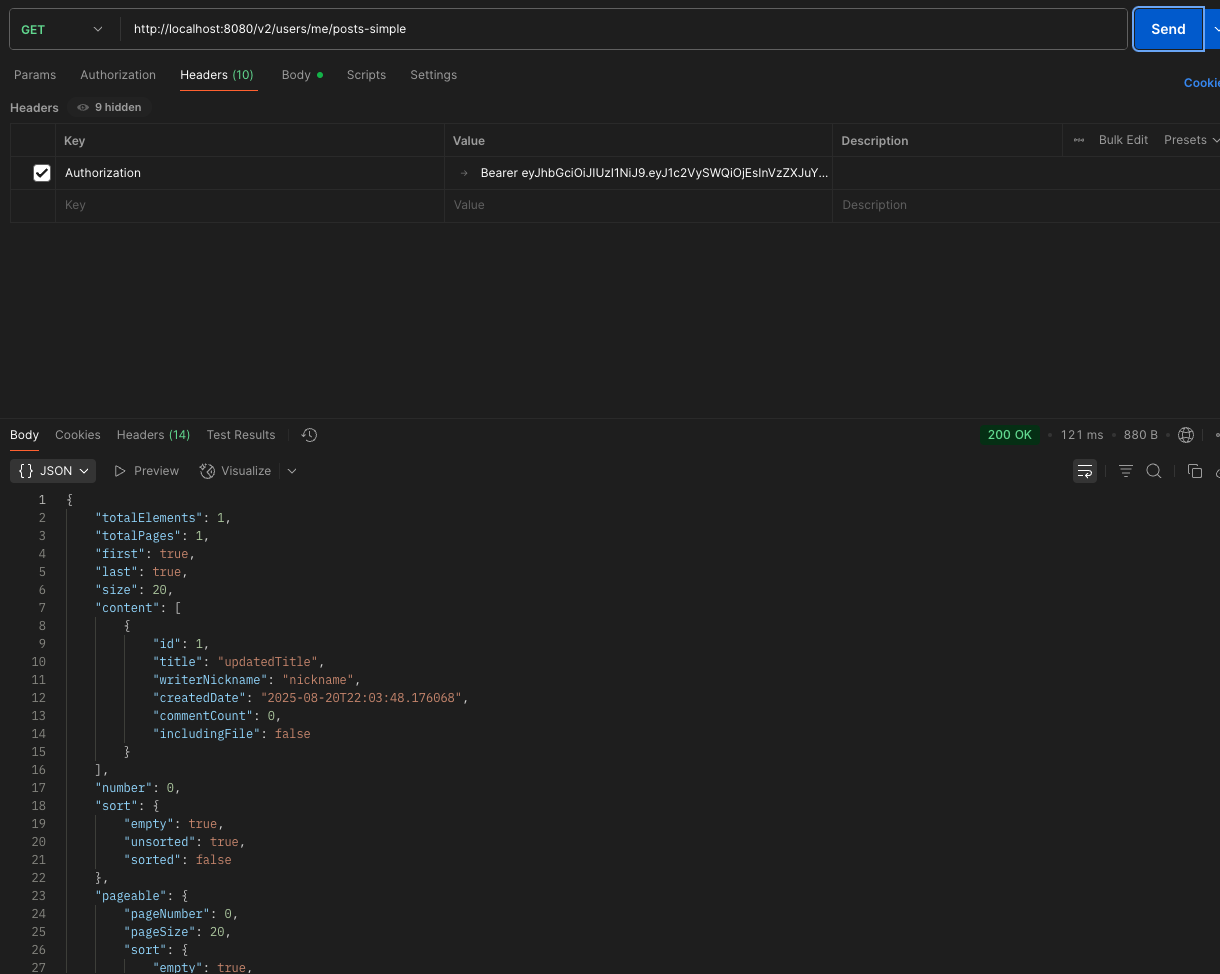 GET http://localhost:8080/v2/users/me/posts-simple Send
Params Authorization Headers (10) Body Scripts Settings
Cookie
Headers 9 hidden
Key Value Description Bulk Edit Presets
Authorization Bearer eyJhbGciOiJIUzI1NiJ9.eyJ1c2VySWQiOjEsInVzZXJuY...
Key Value Description
Body Cookies Headers (14) Test Results 200 OK 121 ms 880 B
{} JSON Preview Visualize
1 {
2 "totalElements": 1,
3 "totalPages": 1,
4 "first": true,
5 "last": true,
6 "size": 20,
7 "content": [
8 {
9 "id": 1,
10 "title": "updatedTitle",
11 "writerNickname": "nickname",
12 "createdDate": "2025-08-20T22:03:48.176068",
13 "commentCount": 0,
14 "includingFile": false
15 }
16 ],
17 "number": 0,
18 "sort": {
19 "empty": true,
20 "unsorted": true,
21 "sorted": false
22 },
23 "pageable": {
24 "pageNumber": 0,
25 "pageSize": 20,
26 "sort": {
27 "empty": true,